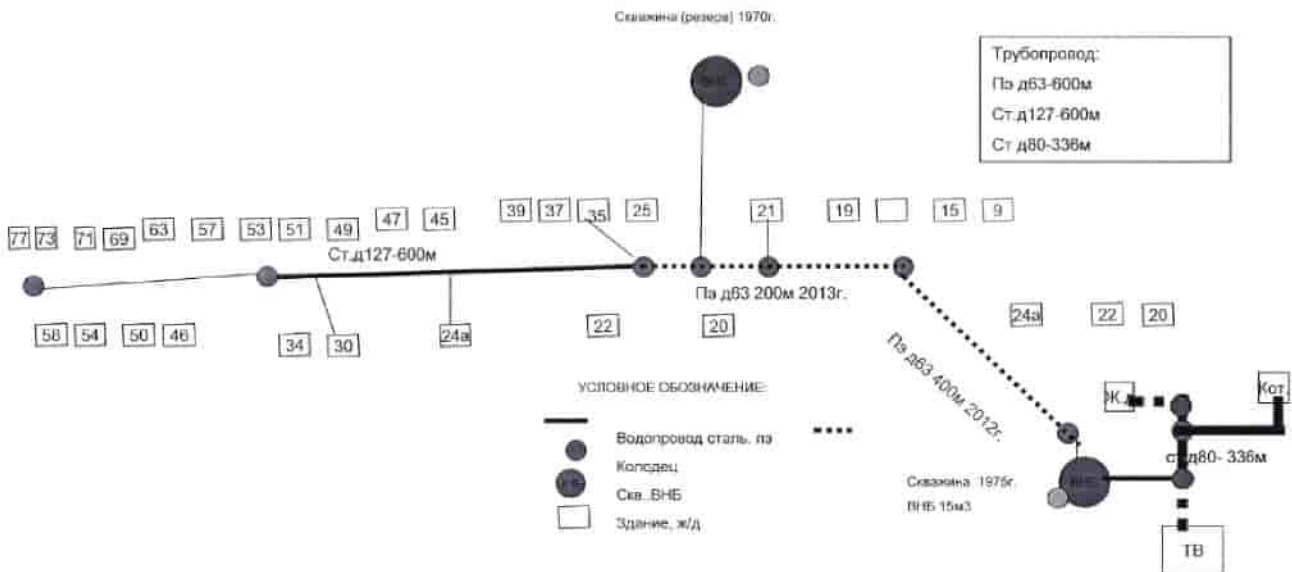 Скважина (резерв) 1970г.
Трубопровод:
Пэ д63-600м
Ст.д127-600м
Ст д80-336м
77 73 71 69 63 57 53 51 49 47 45 39 37 35 25 21 19 15 9
Ст.д127-600м
Пэ д63 200м 2013г.
58 54 50 46 34 30 24а 22 20 24а 22 20
Пэ д63 400м 2012г.
Ж.д
Кот.
ст.д80- 336м
УСЛОВНОЕ ОБОЗНАЧЕНИЕ:
Водопровод сталь. пэ
Колодец
Скв..ВНБ
Здание, ж/д
Скважина 1975г.
ВНБ 15м3
ТВ